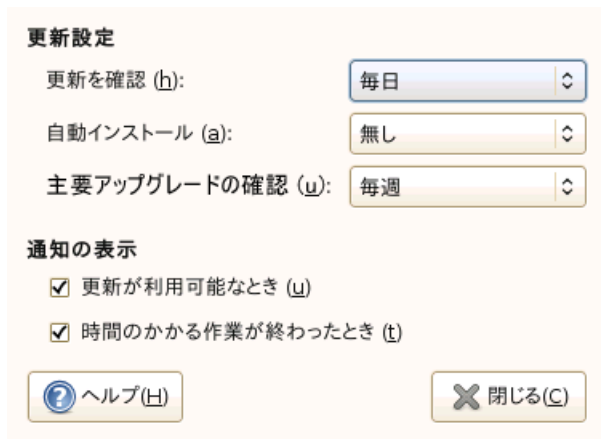 更新設定
更新を確認 (h): 毎日
自動インストール (a): 無し
主要アップグレードの確認 (u): 毎週
通知の表示
更新が利用可能なとき (u)
時間のかかる作業が終わったとき (t)
ヘルプ(H) 閉じる(C)